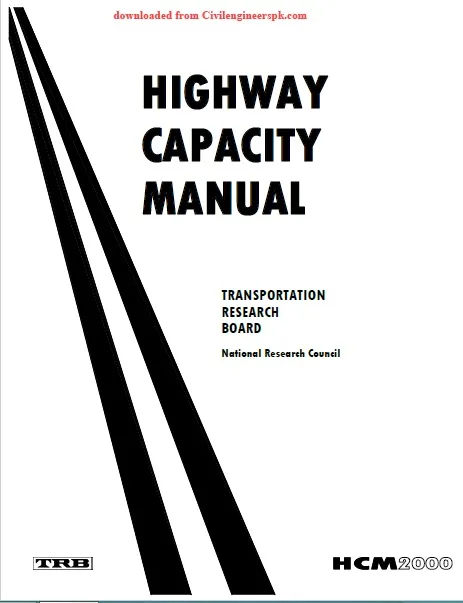 downloaded from Civilengineerspk.com
HIGHWAY
CAPACITY
MANUAL
TRANSPORTATION
RESEARCH
BOARD
National Research Council
TRB
HCM2000